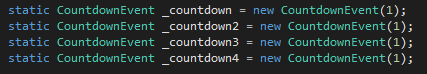 static CountdownEvent _countdown = new CountdownEvent(1);
static CountdownEvent _countdown2 = new CountdownEvent(1);
static CountdownEvent _countdown3 = new CountdownEvent(1);
static CountdownEvent _countdown4 = new CountdownEvent(1);